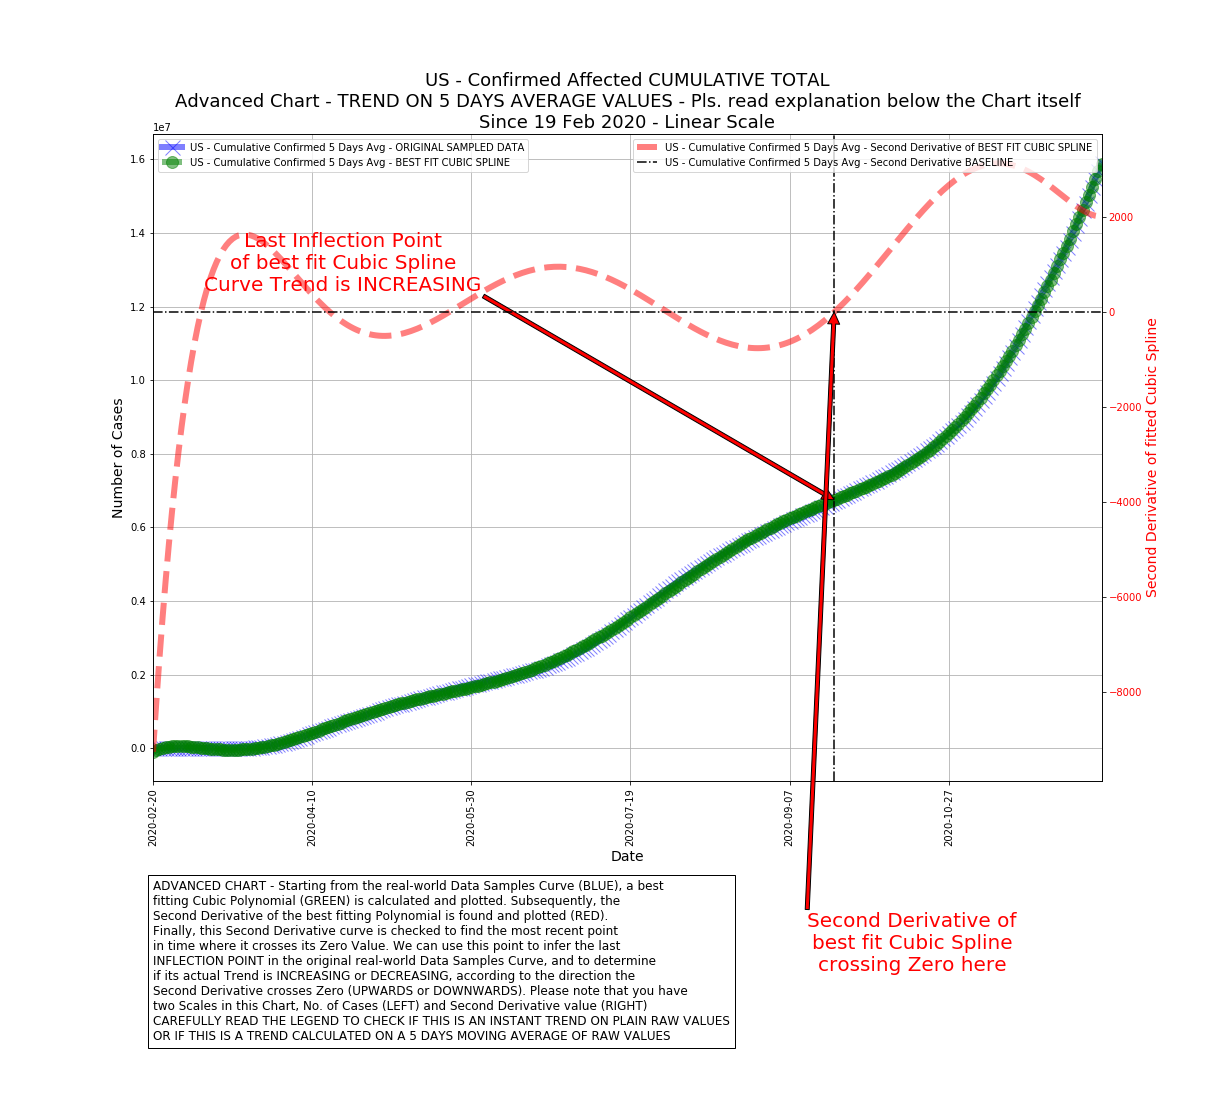 US - Confirmed Affected CUMULATIVE TOTAL
Advanced Chart - TREND ON 5 DAYS AVERAGE VALUES - Pls. read explanation below the Chart itself
Since 19 Feb 2020 - Linear Scale
1e7
US - Cumulative Confirmed 5 Days Avg - ORIGINAL SAMPLED DATA
US - Cumulative Confirmed 5 Days Avg - BEST FIT CUBIC SPLINE
US - Cumulative Confirmed 5 Days Avg - Second Derivative of BEST FIT CUBIC SPLINE
US - Cumulative Confirmed 5 Days Avg - Second Derivative BASELINE
Last Inflection Point
of best fit Cubic Spline
Curve Trend is INCREASING
Number of Cases
1.6
1.4
1.2
1.0
0.8
0.6
0.4
0.2
0.0
2000
0
−2000
−4000
−6000
−8000
Second Derivative of fitted Cubic Spline
2020-02-20
2020-04-10
2020-05-30
2020-07-19
2020-09-07
2020-10-27
Date
Second Derivative of
best fit Cubic Spline
crossing Zero here
ADVANCED CHART - Starting from the real-world Data Samples Curve (BLUE), a best
fitting Cubic Polynomial (GREEN) is calculated and plotted. Subsequently, the
Second Derivative of the best fitting Polynomial is found and plotted (RED).
Finally, this Second Derivative curve is checked to find the most recent point
in time where it crosses its Zero Value. We can use this point to infer the last
INFLECTION POINT in the original real-world Data Samples Curve, and to determine
if its actual Trend is INCREASING or DECREASING, according to the direction the
Second Derivative crosses Zero (UPWARDS or DOWNWARDS). Please note that you have
two Scales in this Chart, No. of Cases (LEFT) and Second Derivative value (RIGHT)
CAREFULLY READ THE LEGEND TO CHECK IF THIS IS AN INSTANT TREND ON PLAIN RAW VALUES
OR IF THIS IS A TREND CALCULATED ON A 5 DAYS MOVING AVERAGE OF RAW VALUES